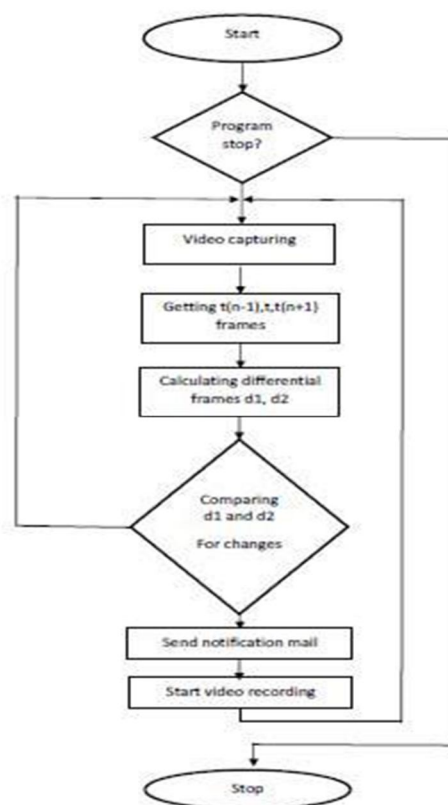 Start
Program
stop?
Video capturing
Getting t(n-1),t,t(n+1)
frames
Calculating differential
frames d1, d2
Comparing
d1 and d2
For changes
Send notification mail
Start video recording
Stop